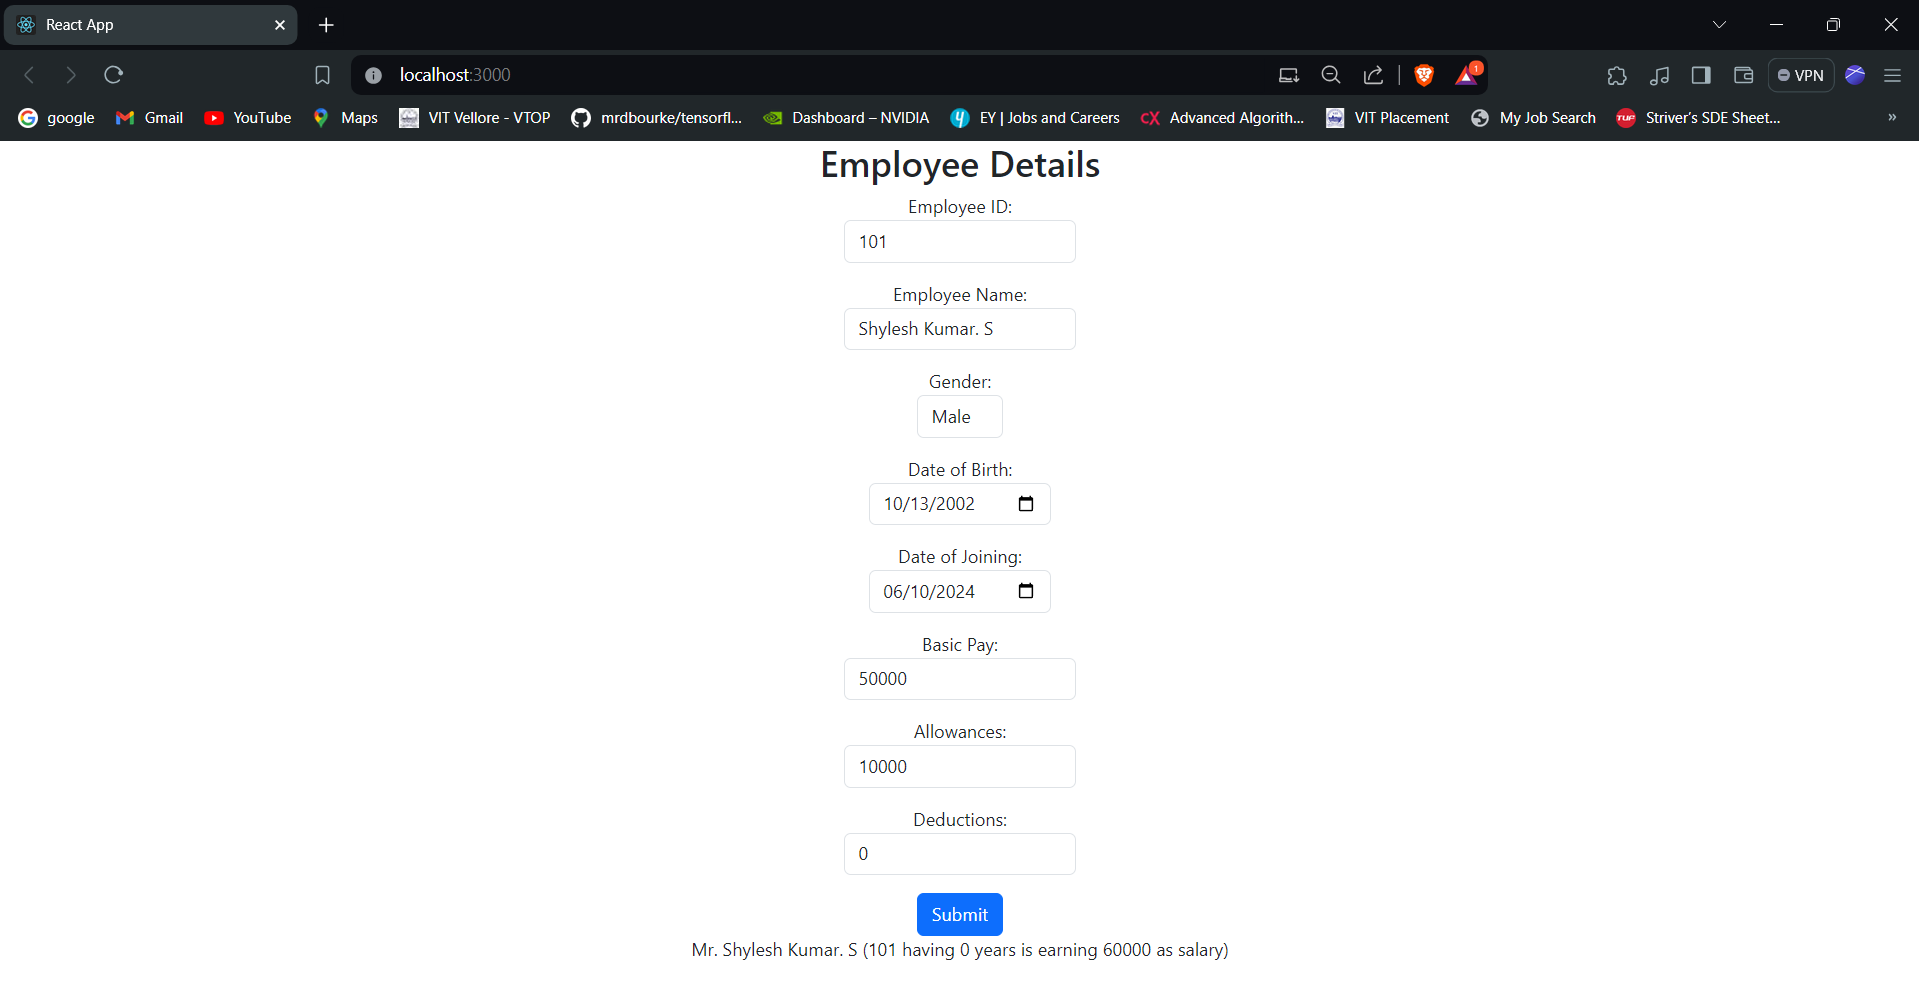 React App
localhost:3000
1
VPN
google
Gmail
YouTube
Maps
VIT Vellore - VTOP
mrdbourke/tensorfl...
Dashboard – NVIDIA
EY | Jobs and Careers
CX
Advanced Algorith...
VIT Placement
My Job Search
TUF
Striver's SDE Sheet...
»
Employee Details
Employee ID:
101
Employee Name:
Shylesh Kumar. S
Gender:
Male
Date of Birth:
10/13/2002
Date of Joining:
06/10/2024
Basic Pay:
50000
Allowances:
10000
Deductions:
0
Submit
Mr. Shylesh Kumar. S (101 having 0 years is earning 60000 as salary)